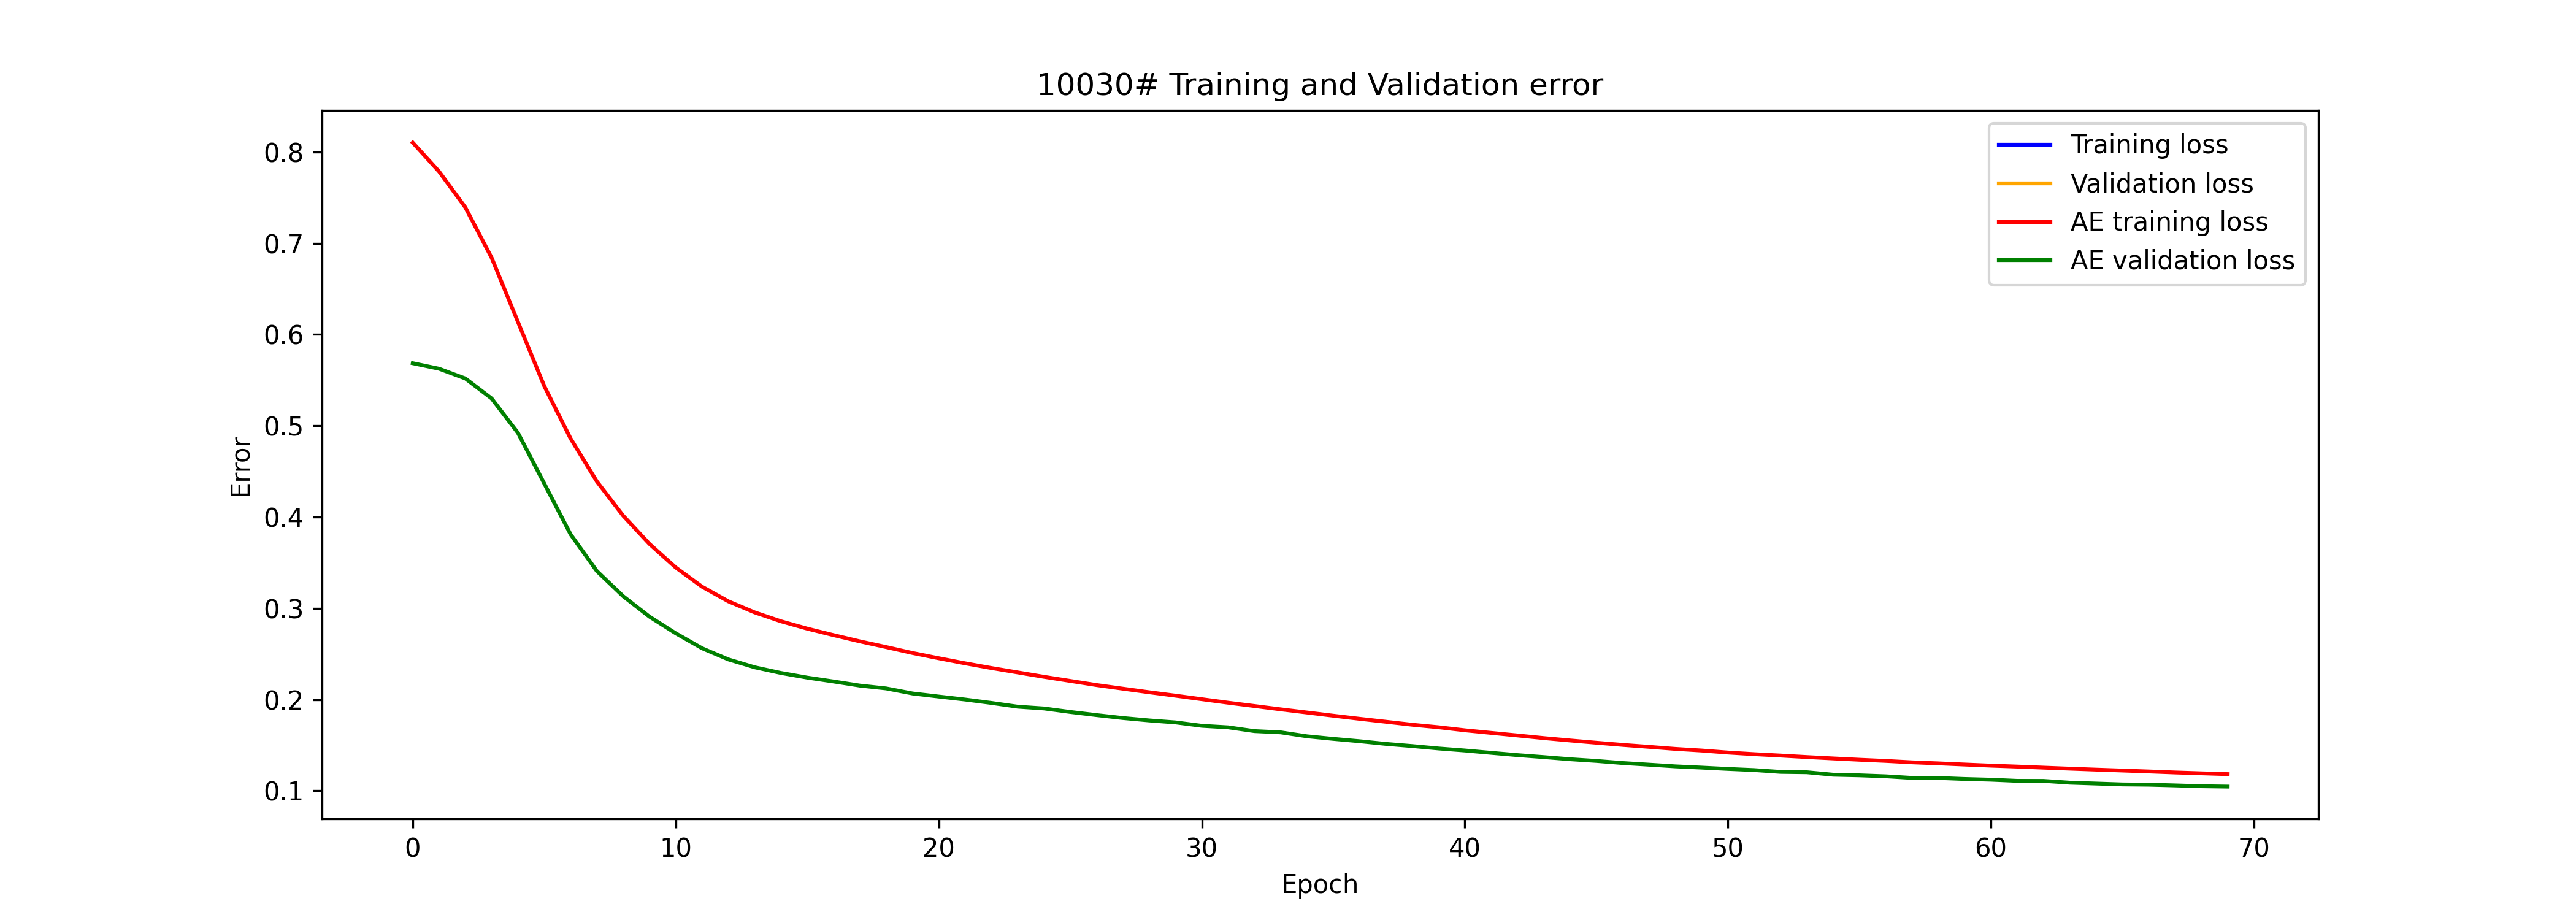 10030# Training and Validation error
Training loss
Validation loss
AE training loss
AE validation loss
0.8
0.7
0.6
0.5
0.4
0.3
0.2
0.1
Error
0 10 20 30 40 50 60 70
Epoch